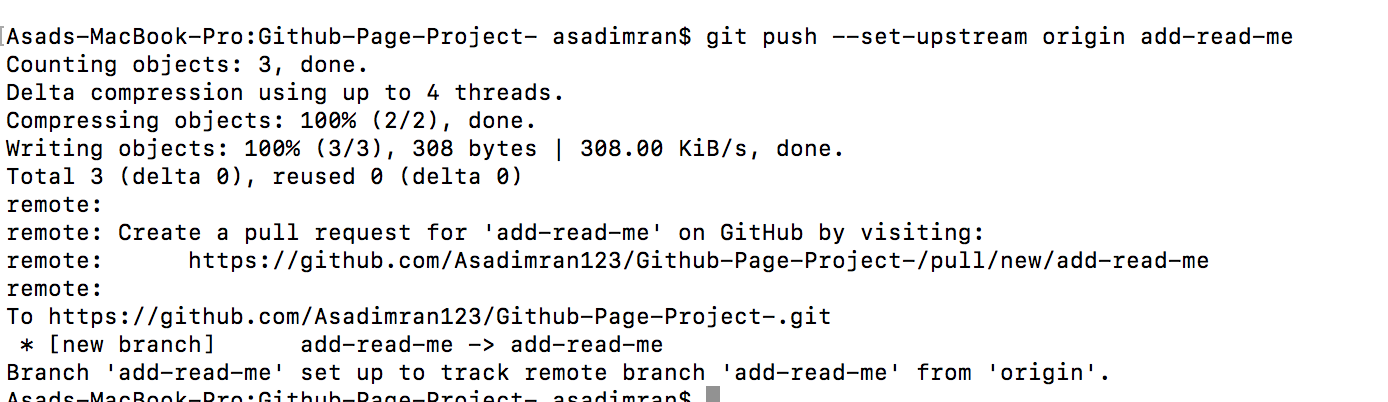 [Asads-MacBook-Pro:Github-Page-Project- asadimran$ git push --set-upstream origin add-read-me
Counting objects: 3, done.
Delta compression using up to 4 threads.
Compressing objects: 100% (2/2), done.
Writing objects: 100% (3/3), 308 bytes | 308.00 KiB/s, done.
Total 3 (delta 0), reused 0 (delta 0)
remote:
remote: Create a pull request for 'add-read-me' on GitHub by visiting:
remote:      https://github.com/Asadimran123/Github-Page-Project-/pull/new/add-read-me
remote:
To https://github.com/Asadimran123/Github-Page-Project-.git
 * [new branch]      add-read-me -> add-read-me
Branch 'add-read-me' set up to track remote branch 'add-read-me' from 'origin'.
Asads-MacBook-Pro:Github-Page-Project- asadimran$